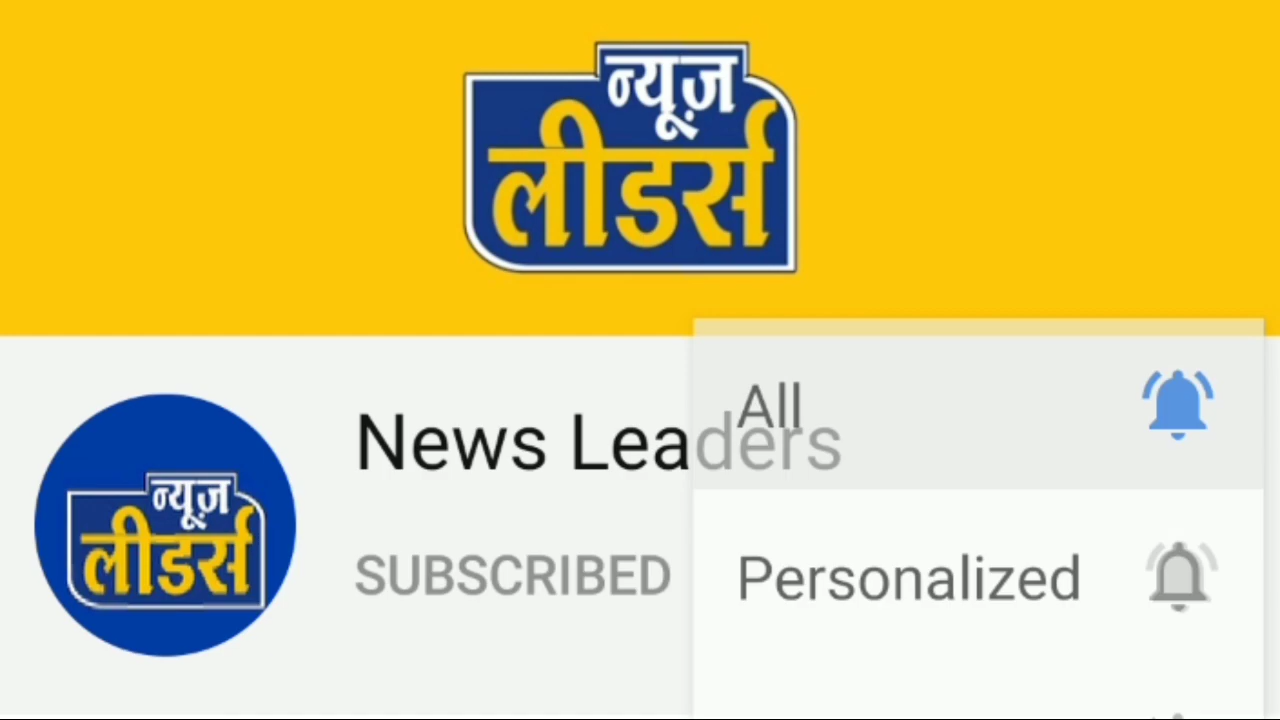 न्यूज़
लीडर्स
All
News Leaders
न्यूज़
लीडर्स
SUBSCRIBED
Personalized